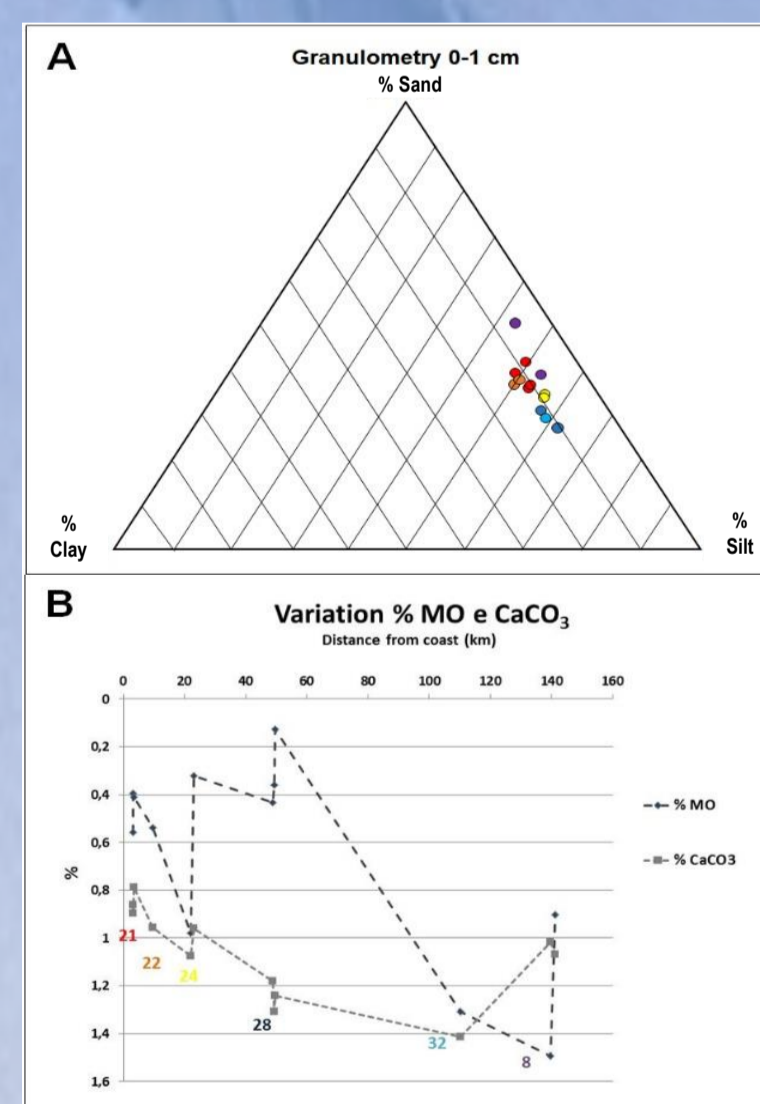 A
Granulometry 0-1 cm
% Sand
%
Clay
%
Silt
B
Variation % MO e CaCO₃
Distance from coast (km)
0 20 40 60 80 100 120 140 160
0
0,2
0,4
0,6
0,8
1
1,2
1,4
1,6
%
21
22
24
28
32
8
% MO
% CaCO3